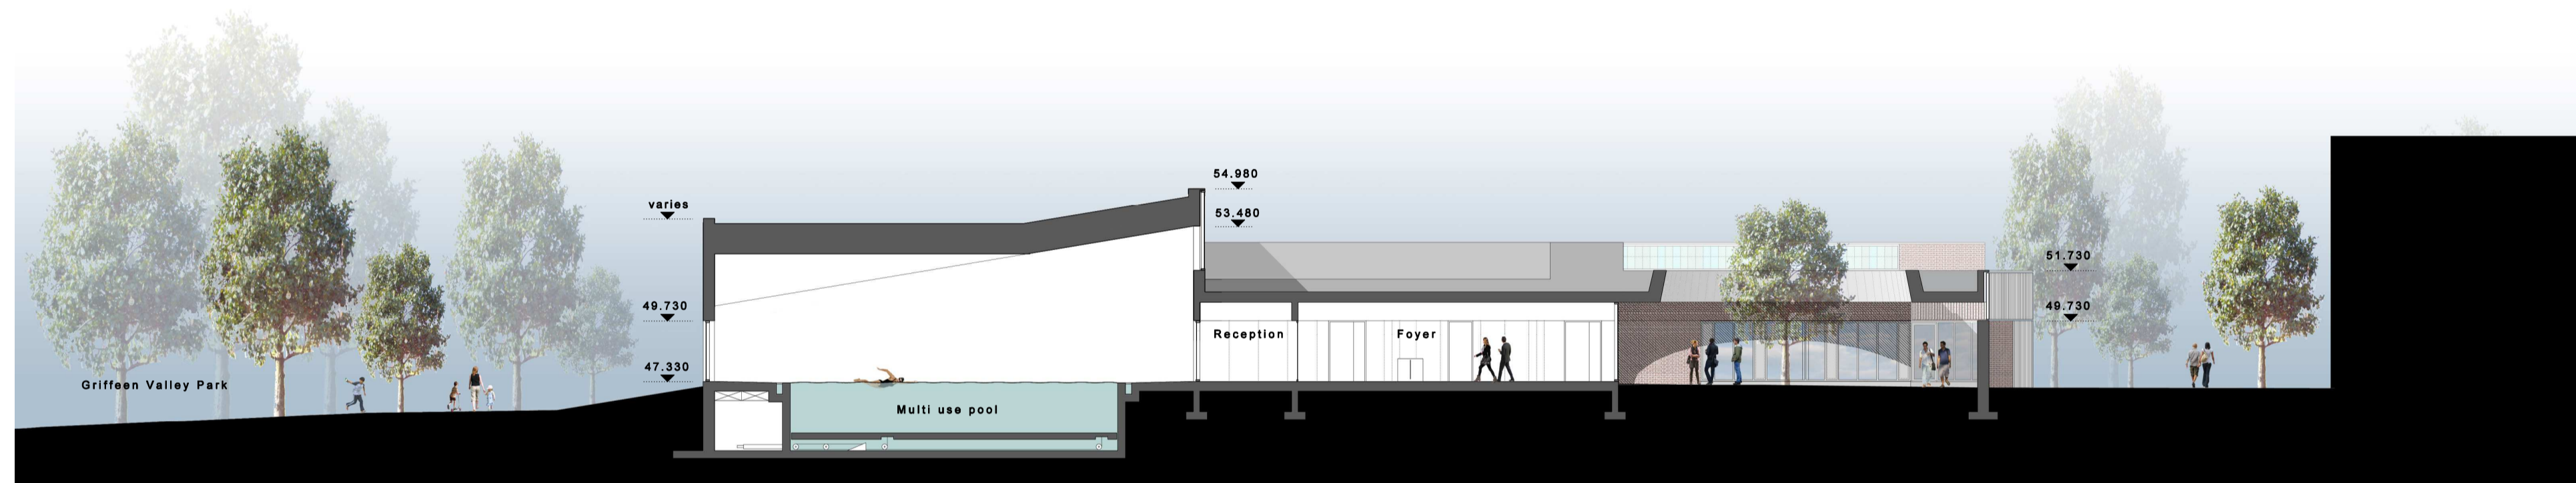 54.980
varies
53.480
51.730
49.730
49.730
Reception
Foyer
47.330
Griffeen Valley Park
Multi use pool